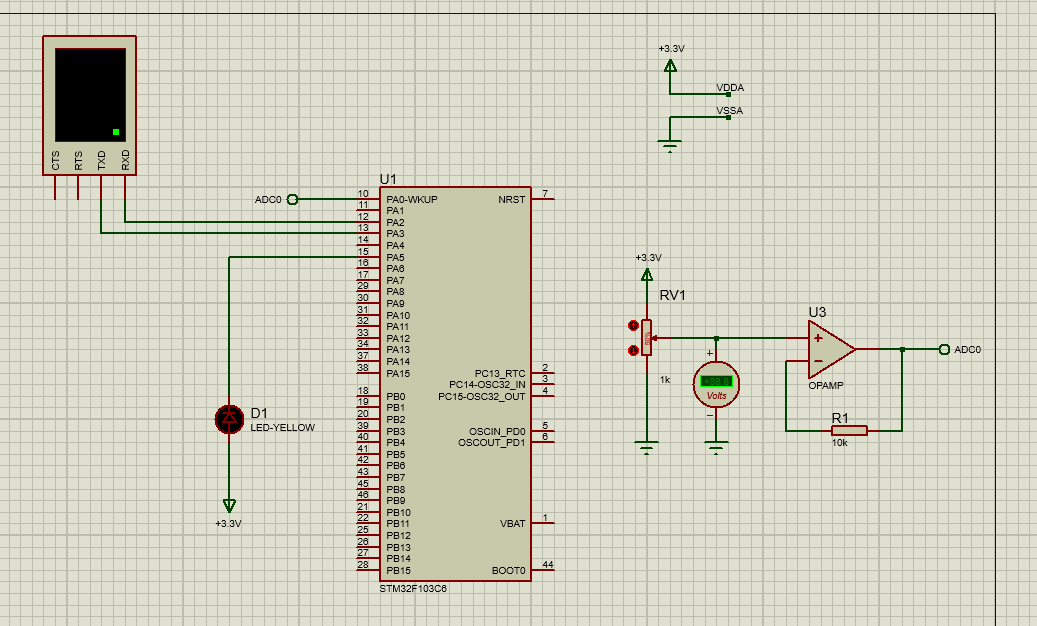 +3.3V
VDDA
VSSA
CTS
RTS
TXD
RXD
U1
ADC0
10 PA0-WKUP NRST 7
11 PA1
12 PA2
13 PA3
14 PA4
15 PA5
16 PA6
17 PA7
29 PA8
30 PA9
31 PA10
32 PA11
33 PA12
34 PA13
37 PA14
38 PA15 PC13_RTC 2
PC14-OSC32_IN 3
18 PB0 PC15-OSC32_OUT 4
19 PB1
20 PB2
39 PB3 OSCIN_PD0 5
40 PB4 OSCOUT_PD1 6
41 PB5
42 PB6
43 PB7
45 PB8
46 PB9
21 PB10
22 PB11 VBAT 1
25 PB12
26 PB13
27 PB14
28 PB15 BOOT0 44
STM32F103C6
D1
LED-YELLOW
+3.3V
+3.3V
RV1
50%
1k
+
Volts
−
U3
+
−
OPAMP
ADC0
R1
10k